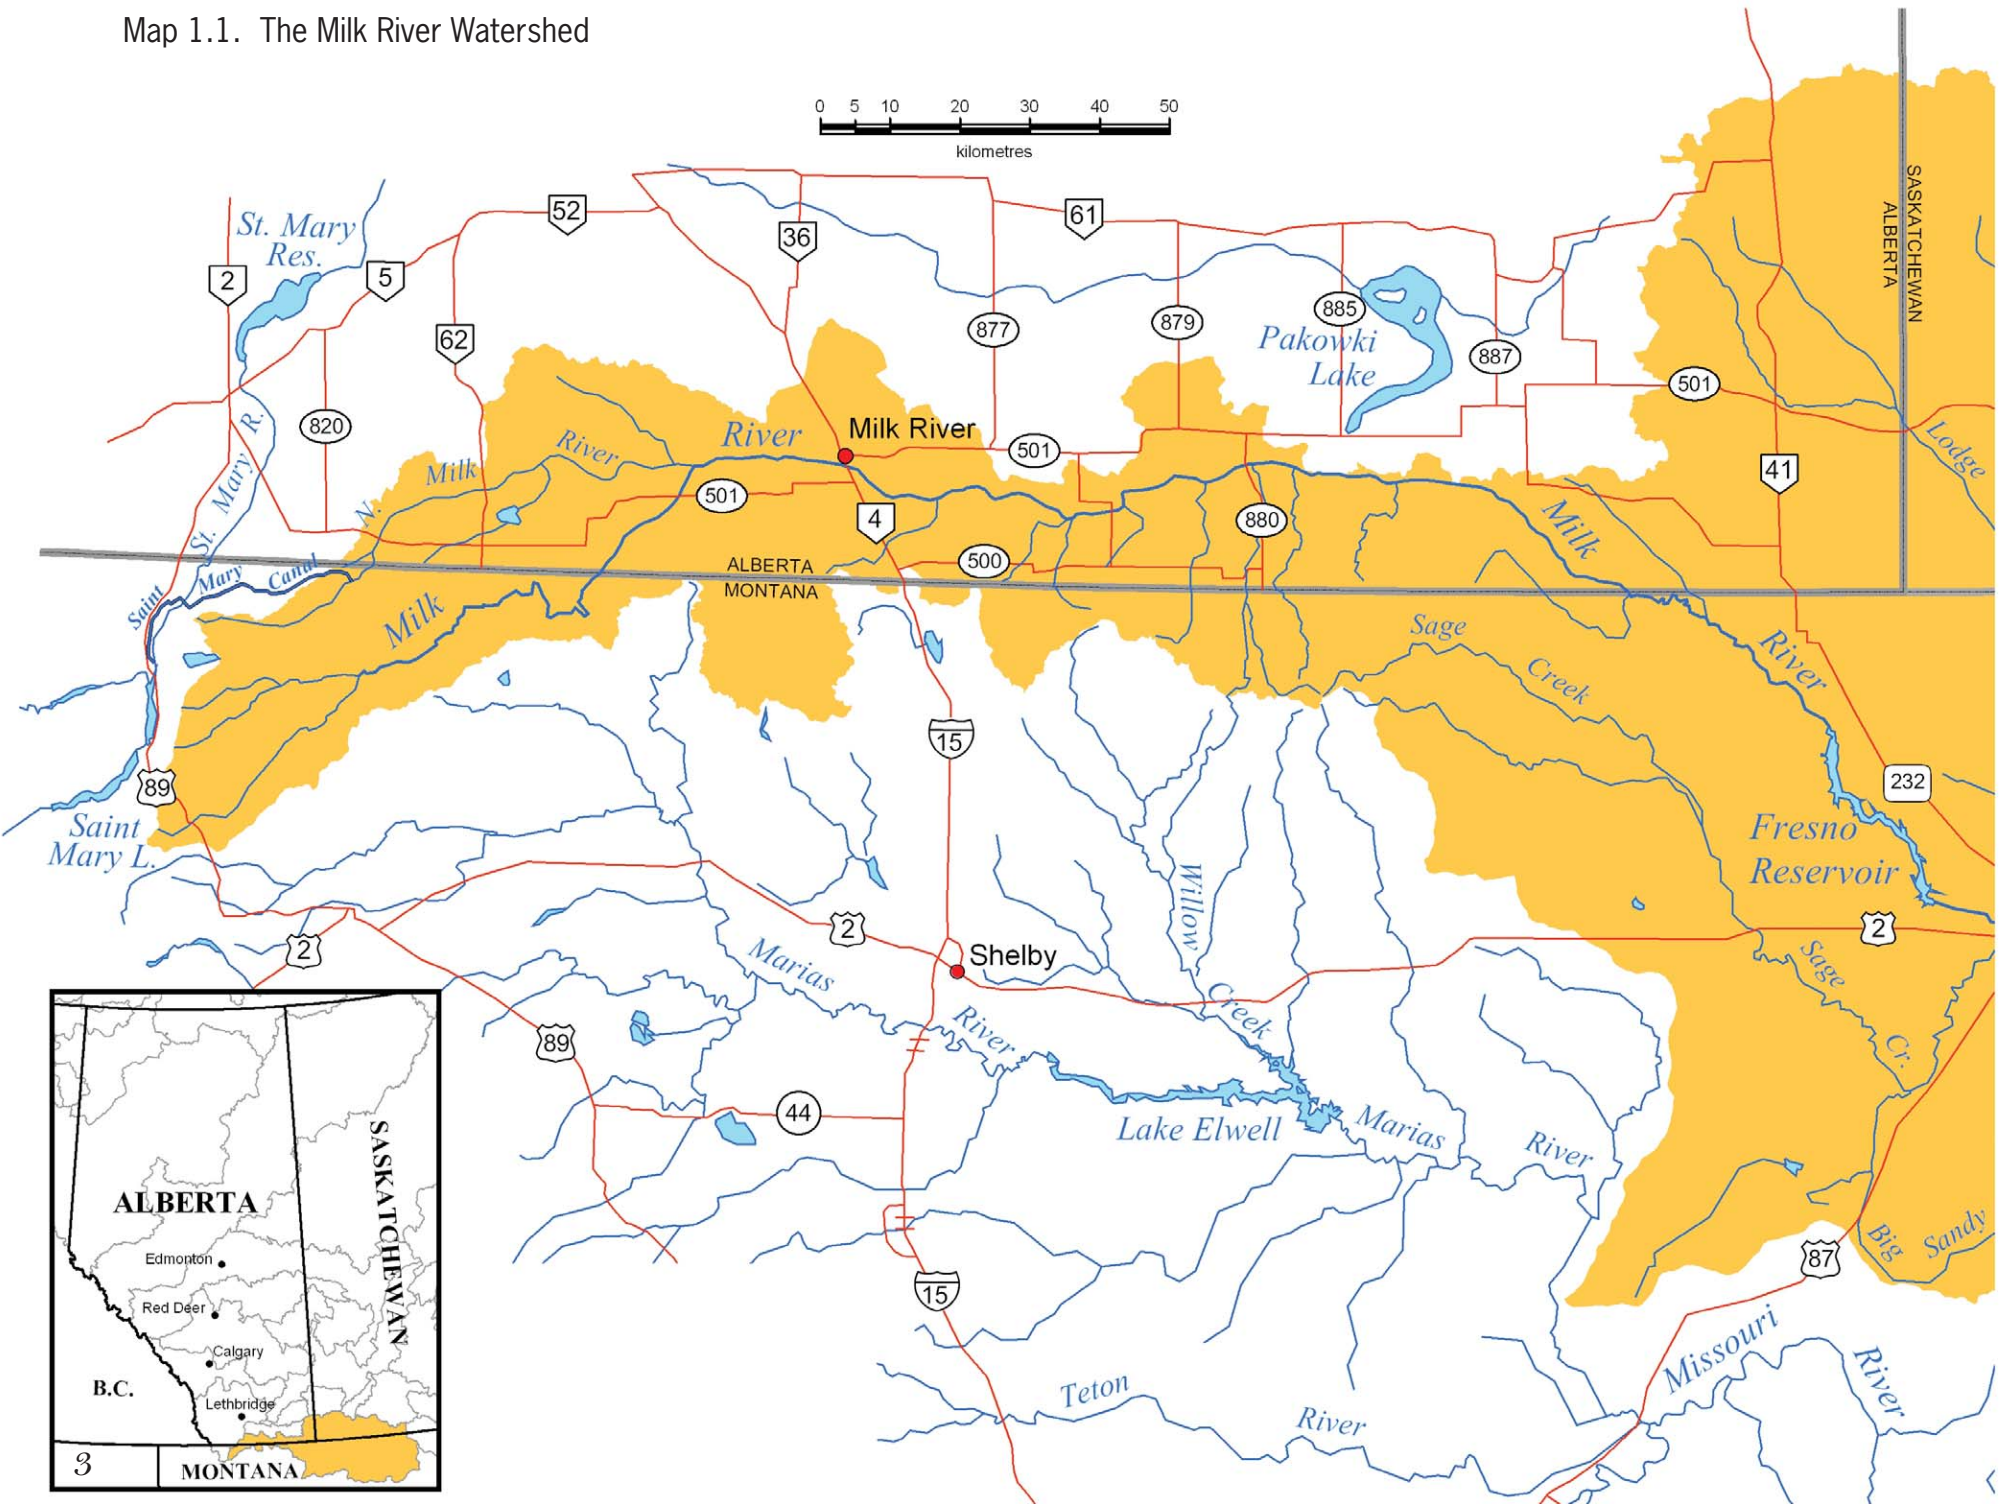 Map 1.1. The Milk River Watershed
0 5 10 20 30 40 50
kilometres
SASKATCHEWAN
ALBERTA
St. Mary
Res.
2
5
52
36
61
62
820
877
879
885
887
Pakowki
Lake
501
41
Lodge
Milk River
River
501
River
Milk
N.
501
4
880
500
St. Mary R.
ALBERTA
MONTANA
Saint Mary Canal
Milk
Milk
River
Sage
Creek
15
89
232
Saint
Mary L.
Fresno
Reservoir
Willow
Creek
2
2
2
Shelby
Marias
River
Sage
Cr.
89
44
Lake Elwell
Marias
River
15
87
Big
Sandy
Teton
River
Missouri
River
ALBERTA
SASKATCHEWAN
Edmonton
Red Deer
Calgary
B.C.
Lethbridge
3
MONTANA